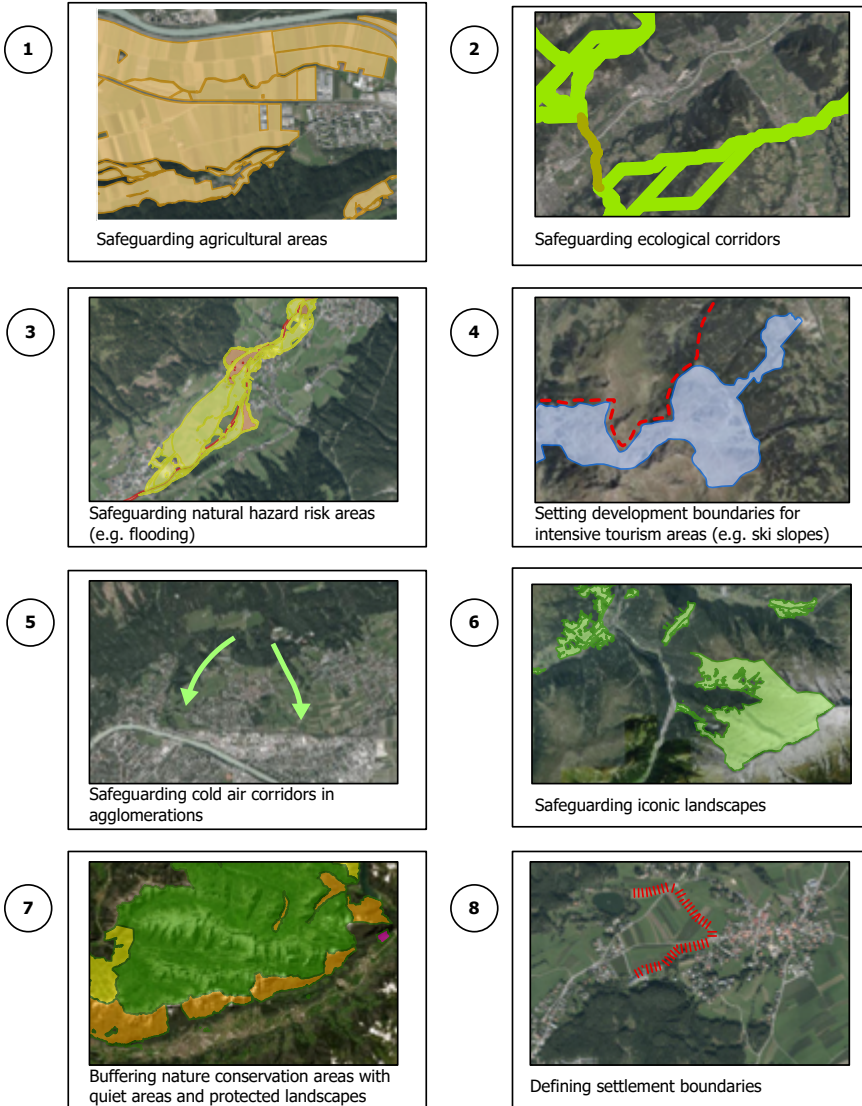 1
Safeguarding agricultural areas
2
Safeguarding ecological corridors
3
Safeguarding natural hazard risk areas
(e.g. flooding)
4
Setting development boundaries for
intensive tourism areas (e.g. ski slopes)
5
Safeguarding cold air corridors in
agglomerations
6
Safeguarding iconic landscapes
7
Buffering nature conservation areas with
quiet areas and protected landscapes
8
Defining settlement boundaries